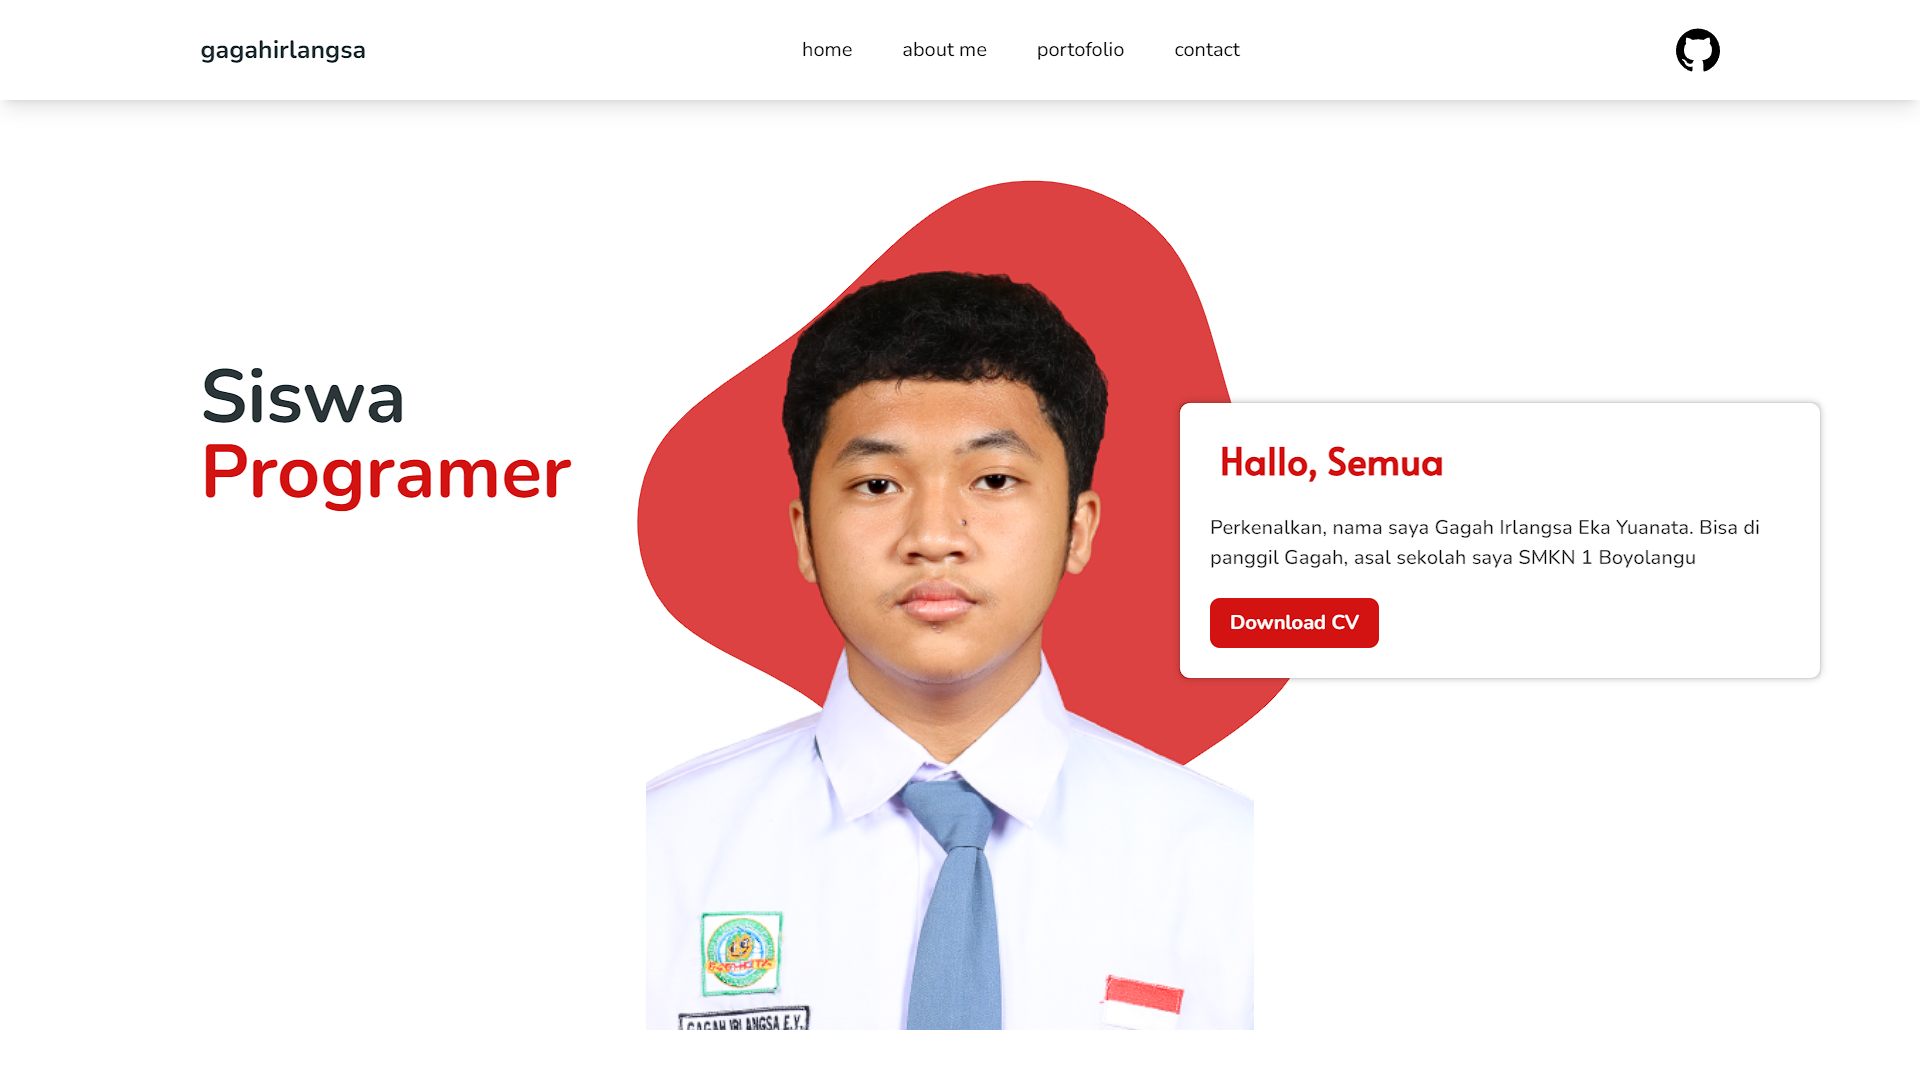 gagahirlangsa
home
about me
portofolio
contact
Siswa
Programer
Hallo, Semua
Perkenalkan, nama saya Gagah Irlangsa Eka Yuanata. Bisa di
panggil Gagah, asal sekolah saya SMKN 1 Boyolangu
Download CV
GAGAH IRLANGSA E.Y.